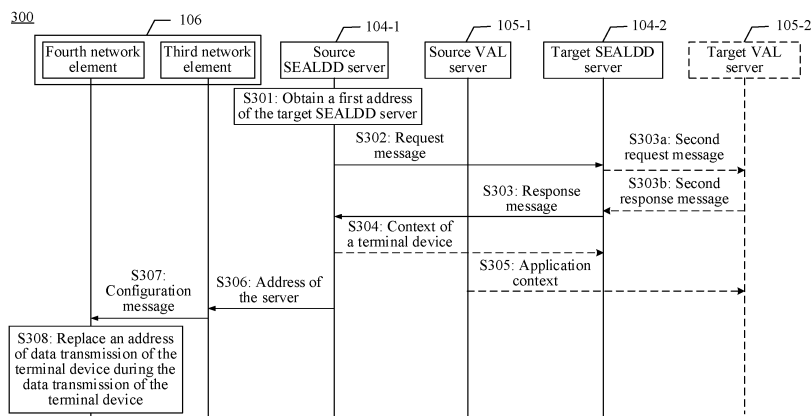 300
106
104-1
105-1
104-2
105-2
Fourth network
element
Third network
element
Source
SEALDD server
Source VAL
server
Target SEALDD
server
Target VAL
server
S301: Obtain a first address
of the target SEALDD server
S302: Request
message
S303a: Second
request message
S303: Response
message
S303b: Second
response message
S304: Context of
a terminal device
S305: Application
context
S306: Address of
the server
S307:
Configuration
message
S308: Replace an address
of data transmission of the
terminal device during the
data transmission of the
terminal device